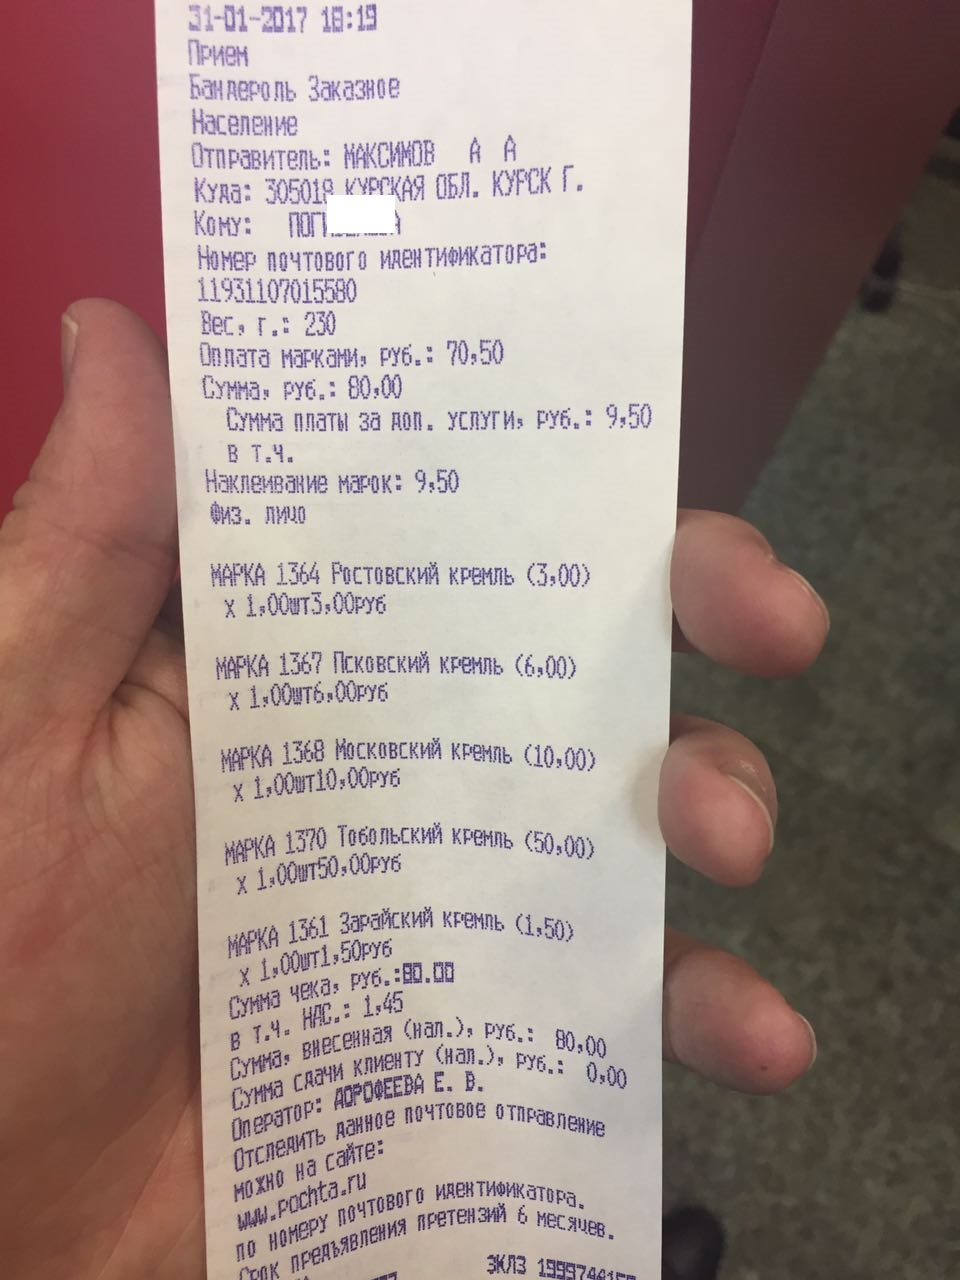 31-01-2017 18:19
Прием
Бандероль Заказное
Население
Отправитель: МАКСИМОВ А А
Куда: 305018 КУРСКАЯ ОБЛ. КУРСК Г.
Кому:
Номер почтового идентификатора:
11931107015580
Вес, г.: 230
Оплата марками, руб.: 70,50
Сумма, руб.: 80,00
Сумма платы за доп. услуги, руб.: 9,50
в т.ч.
Наклеивание марок: 9,50
Физ. лицо
МАРКА 1364 Ростовский кремль (3,00)
x 1,00шт3,00руб
МАРКА 1367 Псковский кремль (6,00)
x 1,00шт6,00руб
МАРКА 1368 Московский кремль (10,00)
x 1,00шт10,00руб
МАРКА 1370 Тобольский кремль (50,00)
x 1,00шт50,00руб
МАРКА 1361 Зарайский кремль (1,50)
x 1,00шт1,50руб
Сумма чека, руб.:80.00
в т.ч. НДС.: 1,45
Сумма, внесенная (нал.), руб.: 80,00
Сумма сдачи клиенту (нал.), руб.: 0,00
Оператор: ДОРОФЕЕВА Е. В.
Отследить данное почтовое отправление
можно на сайте:
www.pochta.ru
по номеру почтового идентификатора.
Срок предъявления претензий 6 месяцев.
ЭКЛЗ